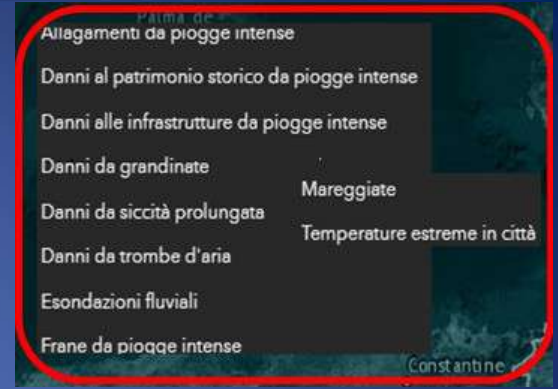 Palma de
Allagamenti da piogge intense
Danni al patrimonio storico da piogge intense
Danni alle infrastrutture da piogge intense
Danni da grandinate
Danni da siccità prolungata
Danni da trombe d'aria
Esondazioni fluviali
Frane da piogge intense
Mareggiate
Temperature estreme in città
Constantine